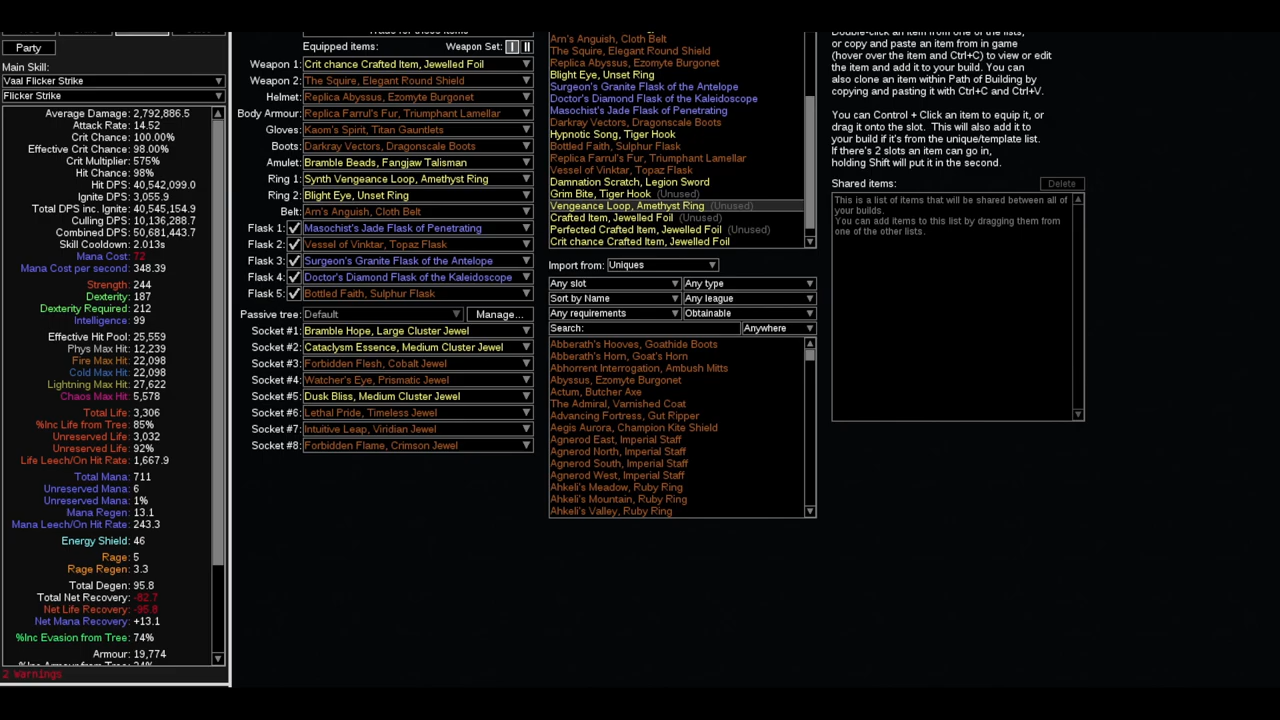 Party
Main Skill:
Vaal Flicker Strike
Flicker Strike
Average Damage: 2,792,886.5
Attack Rate: 14.52
Crit Chance: 100.00%
Effective Crit Chance: 98.00%
Crit Multiplier: 575%
Hit Chance: 98%
Hit DPS: 40,542,099.0
Ignite DPS: 3,055.9
Total DPS inc. Ignite: 40,545,154.9
Culling DPS: 10,136,288.7
Combined DPS: 50,681,443.7
Skill Cooldown: 2.013s
Mana Cost: 72
Mana Cost per second: 348.39
Strength: 244
Dexterity: 187
Dexterity Required: 212
Intelligence: 99
Effective Hit Pool: 25,559
Phys Max Hit: 12,239
Fire Max Hit: 22,098
Cold Max Hit: 22,098
Lightning Max Hit: 27,622
Chaos Max Hit: 5,578
Total Life: 3,306
%Inc Life from Tree: 85%
Unreserved Life: 3,032
Unreserved Life: 92%
Life Leech/On Hit Rate: 1,667.9
Total Mana: 711
Unreserved Mana: 6
Unreserved Mana: 1%
Mana Regen: 13.1
Mana Leech/On Hit Rate: 243.3
Energy Shield: 46
Rage: 5
Rage Regen: 3.3
Total Degen: 95.8
Total Net Recovery: -82.7
Net Life Recovery: -95.8
Net Mana Recovery: +13.1
%Inc Evasion from Tree: 74%
Armour: 19,774
%Inc Armour from Tree: 24%
2 Warnings
Trade for these items
Equipped items: Weapon Set: I II
Weapon 1: Crit chance Crafted Item, Jewelled Foil
Weapon 2: The Squire, Elegant Round Shield
Helmet: Replica Abyssus, Ezomyte Burgonet
Body Armour: Replica Farrul's Fur, Triumphant Lamellar
Gloves: Kaom's Spirit, Titan Gauntlets
Boots: Darkray Vectors, Dragonscale Boots
Amulet: Bramble Beads, Fangjaw Talisman
Ring 1: Synth Vengeance Loop, Amethyst Ring
Ring 2: Blight Eye, Unset Ring
Belt: Arn's Anguish, Cloth Belt
Flask 1: Masochist's Jade Flask of Penetrating
Flask 2: Vessel of Vinktar, Topaz Flask
Flask 3: Surgeon's Granite Flask of the Antelope
Flask 4: Doctor's Diamond Flask of the Kaleidoscope
Flask 5: Bottled Faith, Sulphur Flask
Passive tree: Default Manage...
Socket #1: Bramble Hope, Large Cluster Jewel
Socket #2: Cataclysm Essence, Medium Cluster Jewel
Socket #3: Forbidden Flesh, Cobalt Jewel
Socket #4: Watcher's Eye, Prismatic Jewel
Socket #5: Dusk Bliss, Medium Cluster Jewel
Socket #6: Lethal Pride, Timeless Jewel
Socket #7: Intuitive Leap, Viridian Jewel
Socket #8: Forbidden Flame, Crimson Jewel
Arn's Anguish, Cloth Belt
The Squire, Elegant Round Shield
Replica Abyssus, Ezomyte Burgonet
Blight Eye, Unset Ring
Surgeon's Granite Flask of the Antelope
Doctor's Diamond Flask of the Kaleidoscope
Masochist's Jade Flask of Penetrating
Darkray Vectors, Dragonscale Boots
Hypnotic Song, Tiger Hook
Bottled Faith, Sulphur Flask
Replica Farrul's Fur, Triumphant Lamellar
Vessel of Vinktar, Topaz Flask
Damnation Scratch, Legion Sword
Grim Bite, Tiger Hook (Unused)
Vengeance Loop, Amethyst Ring (Unused)
Crafted Item, Jewelled Foil (Unused)
Perfected Crafted Item, Jewelled Foil (Unused)
Crit chance Crafted Item, Jewelled Foil
Import from: Uniques
Any slot Any type
Sort by Name Any league
Any requirements Obtainable
Search: Anywhere
Abberath's Hooves, Goathide Boots
Abberath's Horn, Goat's Horn
Abhorrent Interrogation, Ambush Mitts
Abyssus, Ezomyte Burgonet
Actum, Butcher Axe
The Admiral, Varnished Coat
Advancing Fortress, Gut Ripper
Aegis Aurora, Champion Kite Shield
Agnerod East, Imperial Staff
Agnerod North, Imperial Staff
Agnerod South, Imperial Staff
Agnerod West, Imperial Staff
Ahkeli's Meadow, Ruby Ring
Ahkeli's Mountain, Ruby Ring
Ahkeli's Valley, Ruby Ring
Double-click an item from one of the lists,
or copy and paste an item from in game
(hover over the item and Ctrl+C) to view or edit
the item and add it to your build. You can
also clone an item within Path of Building by
copying and pasting it with Ctrl+C and Ctrl+V.
You can Control + Click an item to equip it, or
drag it onto the slot. This will also add it to
your build if it's from the unique/template list.
If there's 2 slots an item can go in,
holding Shift will put it in the second.
Shared items: Delete
This is a list of items that will be shared between all of
your builds.
You can add items to this list by dragging them from
one of the other lists.